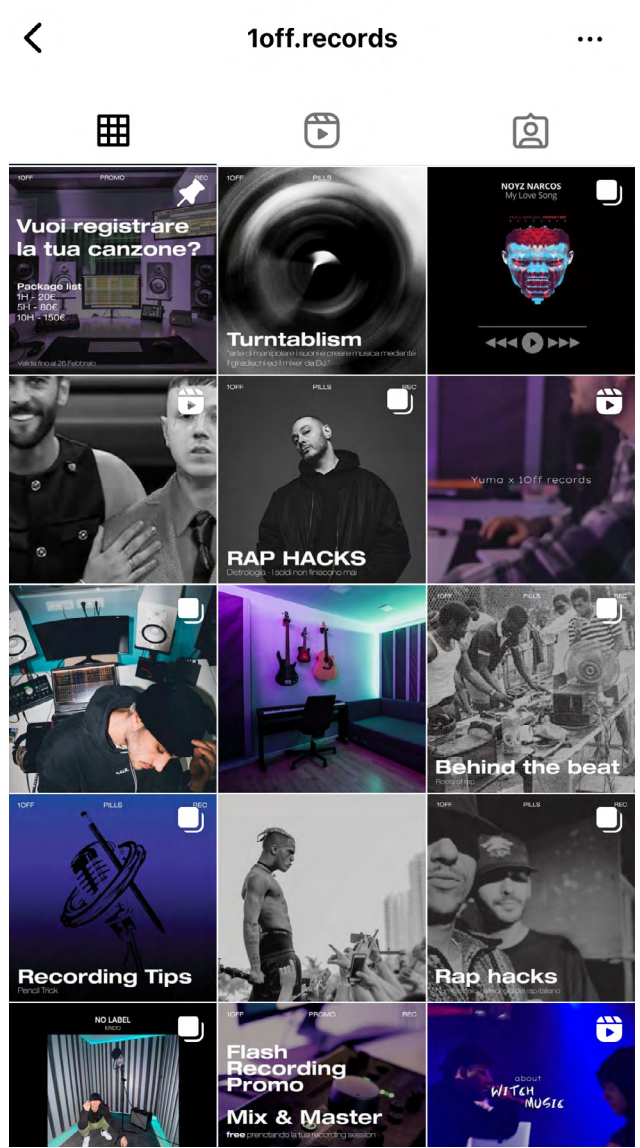 1off.records
1OFF PROMO REC
Vuoi registrare
la tua canzone?
Package list
1H - 20€
5H - 80€
10H - 150€
Valida fino al 26 Febbraio
1OFF PILLS
Turntablism
"arte di manipolare i suoni e creare musica mediante
i giradischi ed il mixer da DJ."
NOYZ NARCOS
My Love Song
1OFF PILLS REC
RAP HACKS
Dietrologia - I soldi non finiscono mai
Yuma x 1Off records
1OFF PILLS
Behind the beat
Roots of rap
1OFF PILLS REC
Recording Tips
Pencil Trick
1OFF PILLS REC
Rap hacks
del rap italiano
NO LABEL
1OFF PROMO REC
Flash
Recording
Promo
Mix & Master
free prenotando la tua recording session
about
WITCH
MUSIC